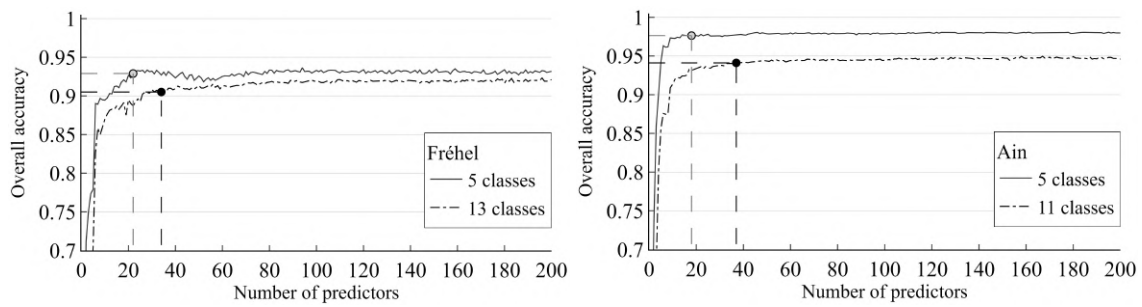 1
0.95
0.9
0.85
0.8
0.75
0.7
Overall accuracy
0 20 40 60 80 100 120 140 160 180 200
Number of predictors
Fréhel
5 classes
13 classes
1
0.95
0.9
0.85
0.8
0.75
0.7
Overall accuracy
0 20 40 60 80 100 120 140 160 180 200
Number of predictors
Ain
5 classes
11 classes